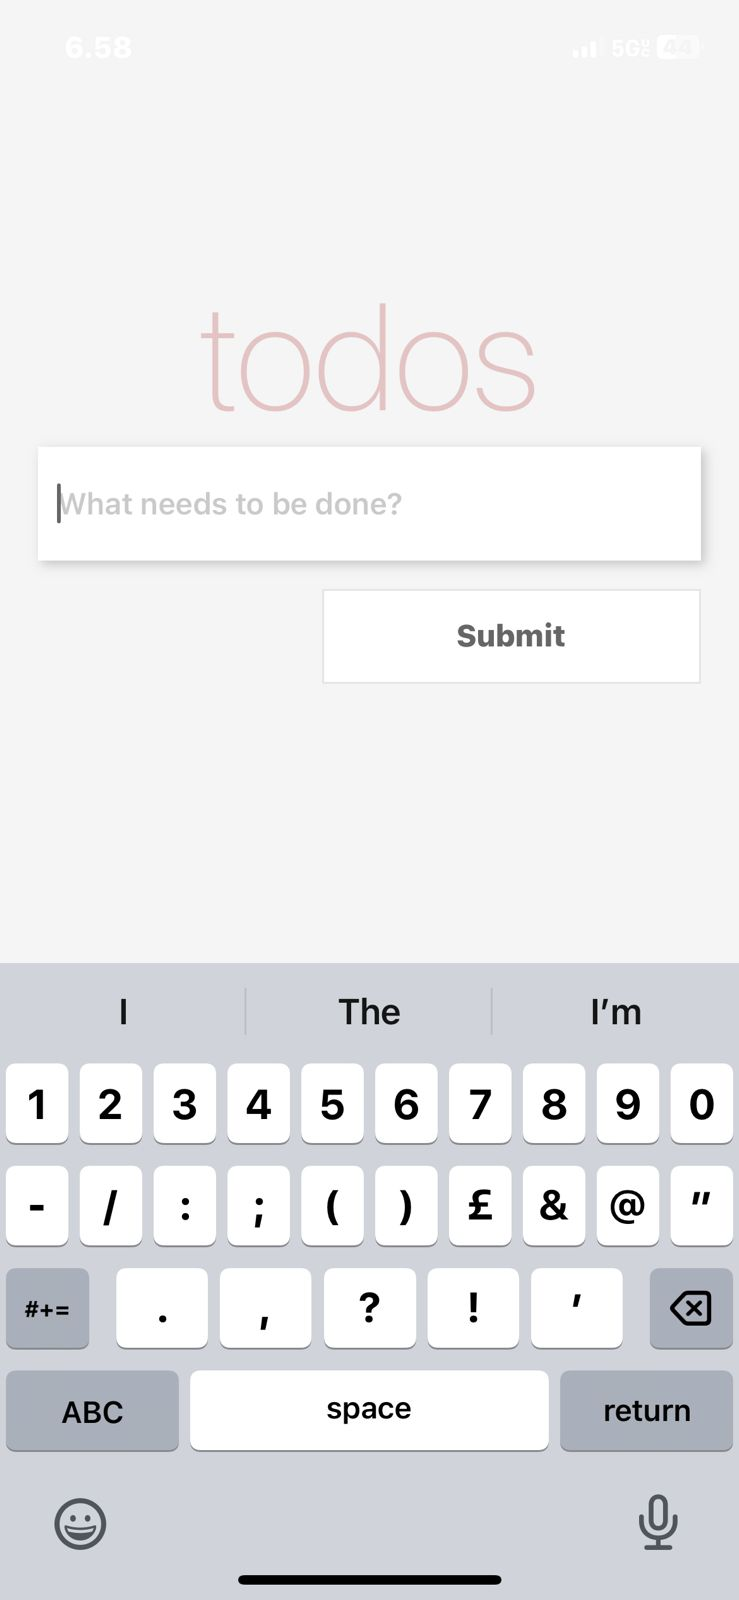 6.58 5G 44
todos
What needs to be done?
Submit
I The I'm
1 2 3 4 5 6 7 8 9 0
- / : ; ( ) £ & @ "
#+= . , ? ! '
ABC space return